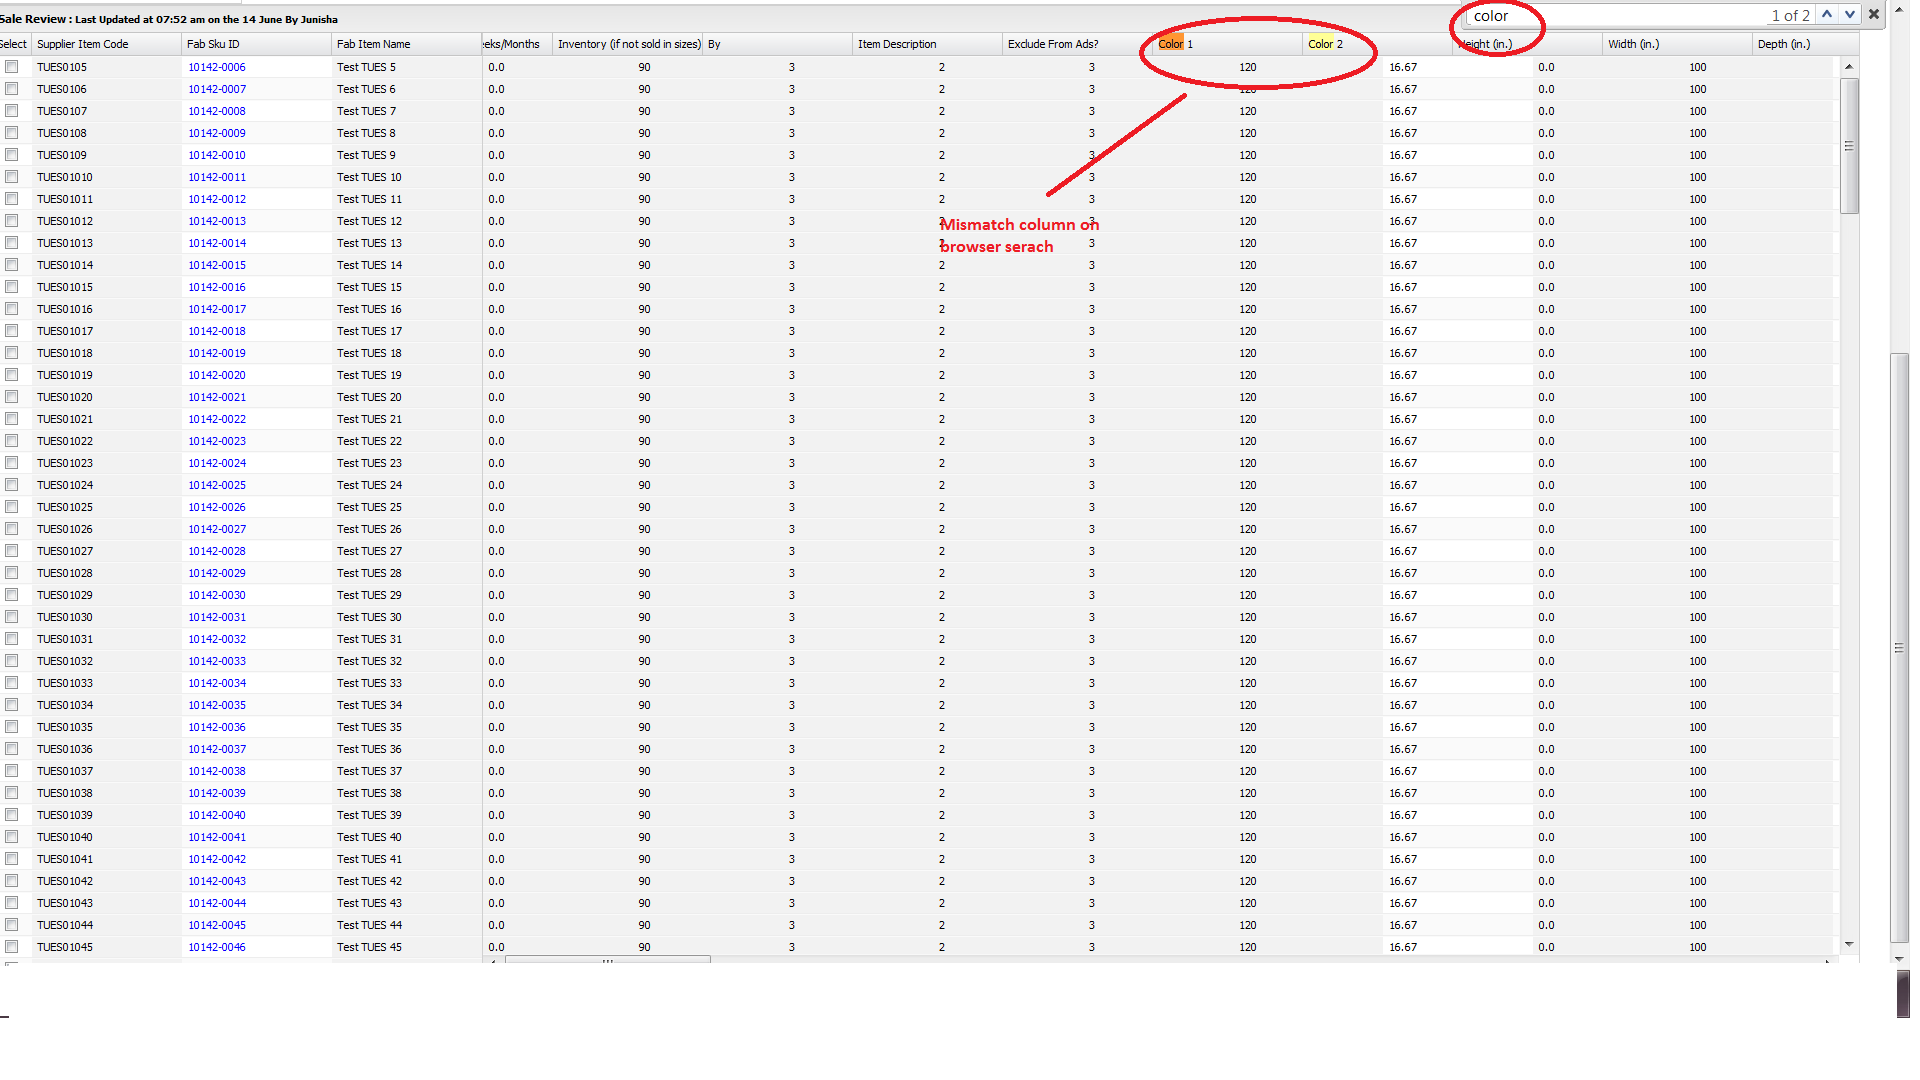 color 1 of 2
Sale Review : Last Updated at 07:52 am on the 14 June By Junisha
Select Supplier Item Code Fab Sku ID Fab Item Name eeks/Months Inventory (if not sold in sizes) By Item Description Exclude From Ads? Color 1 Color 2 Height (in.) Width (in.) Depth (in.)
TUES0105 10142-0006 Test TUES 5 0.0 90 3 2 3 120 16.67 0.0 100
TUES0106 10142-0007 Test TUES 6 0.0 90 3 2 3 120 16.67 0.0 100
TUES0107 10142-0008 Test TUES 7 0.0 90 3 2 3 120 16.67 0.0 100
TUES0108 10142-0009 Test TUES 8 0.0 90 3 2 3 120 16.67 0.0 100
TUES0109 10142-0010 Test TUES 9 0.0 90 3 2 3 120 16.67 0.0 100
TUES01010 10142-0011 Test TUES 10 0.0 90 3 2 3 120 16.67 0.0 100
TUES01011 10142-0012 Test TUES 11 0.0 90 3 2 3 120 16.67 0.0 100
TUES01012 10142-0013 Test TUES 12 0.0 90 3 2 3 120 16.67 0.0 100
Mismatch column on
TUES01013 10142-0014 Test TUES 13 0.0 90 3 2 3 120 16.67 0.0 100
browser serach
TUES01014 10142-0015 Test TUES 14 0.0 90 3 2 3 120 16.67 0.0 100
TUES01015 10142-0016 Test TUES 15 0.0 90 3 2 3 120 16.67 0.0 100
TUES01016 10142-0017 Test TUES 16 0.0 90 3 2 3 120 16.67 0.0 100
TUES01017 10142-0018 Test TUES 17 0.0 90 3 2 3 120 16.67 0.0 100
TUES01018 10142-0019 Test TUES 18 0.0 90 3 2 3 120 16.67 0.0 100
TUES01019 10142-0020 Test TUES 19 0.0 90 3 2 3 120 16.67 0.0 100
TUES01020 10142-0021 Test TUES 20 0.0 90 3 2 3 120 16.67 0.0 100
TUES01021 10142-0022 Test TUES 21 0.0 90 3 2 3 120 16.67 0.0 100
TUES01022 10142-0023 Test TUES 22 0.0 90 3 2 3 120 16.67 0.0 100
TUES01023 10142-0024 Test TUES 23 0.0 90 3 2 3 120 16.67 0.0 100
TUES01024 10142-0025 Test TUES 24 0.0 90 3 2 3 120 16.67 0.0 100
TUES01025 10142-0026 Test TUES 25 0.0 90 3 2 3 120 16.67 0.0 100
TUES01026 10142-0027 Test TUES 26 0.0 90 3 2 3 120 16.67 0.0 100
TUES01027 10142-0028 Test TUES 27 0.0 90 3 2 3 120 16.67 0.0 100
TUES01028 10142-0029 Test TUES 28 0.0 90 3 2 3 120 16.67 0.0 100
TUES01029 10142-0030 Test TUES 29 0.0 90 3 2 3 120 16.67 0.0 100
TUES01030 10142-0031 Test TUES 30 0.0 90 3 2 3 120 16.67 0.0 100
TUES01031 10142-0032 Test TUES 31 0.0 90 3 2 3 120 16.67 0.0 100
TUES01032 10142-0033 Test TUES 32 0.0 90 3 2 3 120 16.67 0.0 100
TUES01033 10142-0034 Test TUES 33 0.0 90 3 2 3 120 16.67 0.0 100
TUES01034 10142-0035 Test TUES 34 0.0 90 3 2 3 120 16.67 0.0 100
TUES01035 10142-0036 Test TUES 35 0.0 90 3 2 3 120 16.67 0.0 100
TUES01036 10142-0037 Test TUES 36 0.0 90 3 2 3 120 16.67 0.0 100
TUES01037 10142-0038 Test TUES 37 0.0 90 3 2 3 120 16.67 0.0 100
TUES01038 10142-0039 Test TUES 38 0.0 90 3 2 3 120 16.67 0.0 100
TUES01039 10142-0040 Test TUES 39 0.0 90 3 2 3 120 16.67 0.0 100
TUES01040 10142-0041 Test TUES 40 0.0 90 3 2 3 120 16.67 0.0 100
TUES01041 10142-0042 Test TUES 41 0.0 90 3 2 3 120 16.67 0.0 100
TUES01042 10142-0043 Test TUES 42 0.0 90 3 2 3 120 16.67 0.0 100
TUES01043 10142-0044 Test TUES 43 0.0 90 3 2 3 120 16.67 0.0 100
TUES01044 10142-0045 Test TUES 44 0.0 90 3 2 3 120 16.67 0.0 100
TUES01045 10142-0046 Test TUES 45 0.0 90 3 2 3 120 16.67 0.0 100